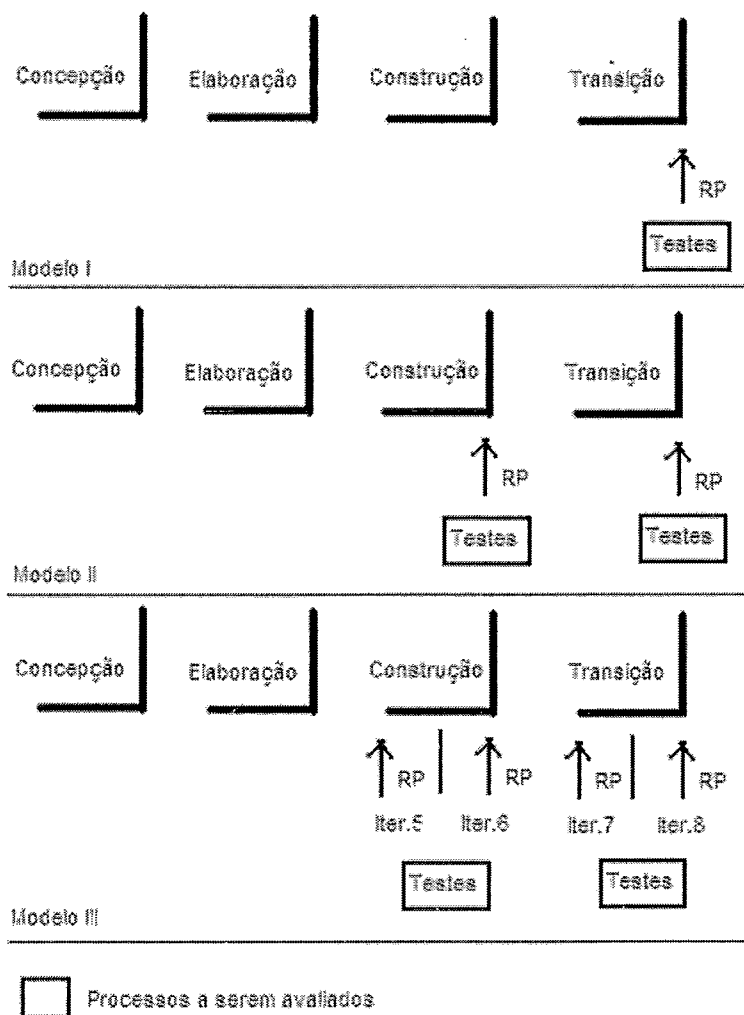 Concepção Elaboração Construção Transição
RP
Testes
Modelo I
Concepção Elaboração Construção Transição
RP RP
Testes Testes
Modelo II
Concepção Elaboração Construção Transição
RP RP RP RP
Iter.5 Iter.6 Iter.7 Iter.8
Testes Testes
Modelo III
Processos a serem avaliados